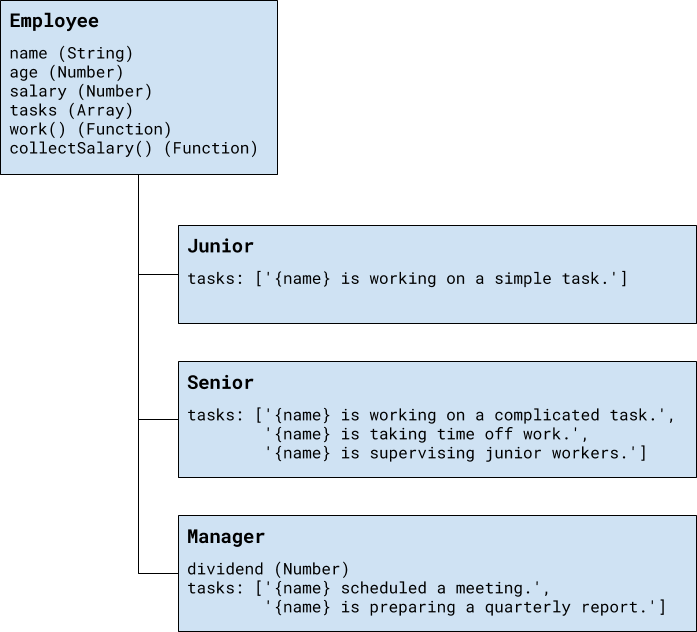 Employee
name (String)
age (Number)
salary (Number)
tasks (Array)
work() (Function)
collectSalary() (Function)
Junior
tasks: ['{name} is working on a simple task.']
Senior
tasks: ['{name} is working on a complicated task.',
'{name} is taking time off work.',
'{name} is supervising junior workers.']
Manager
dividend (Number)
tasks: ['{name} scheduled a meeting.',
'{name} is preparing a quarterly report.']